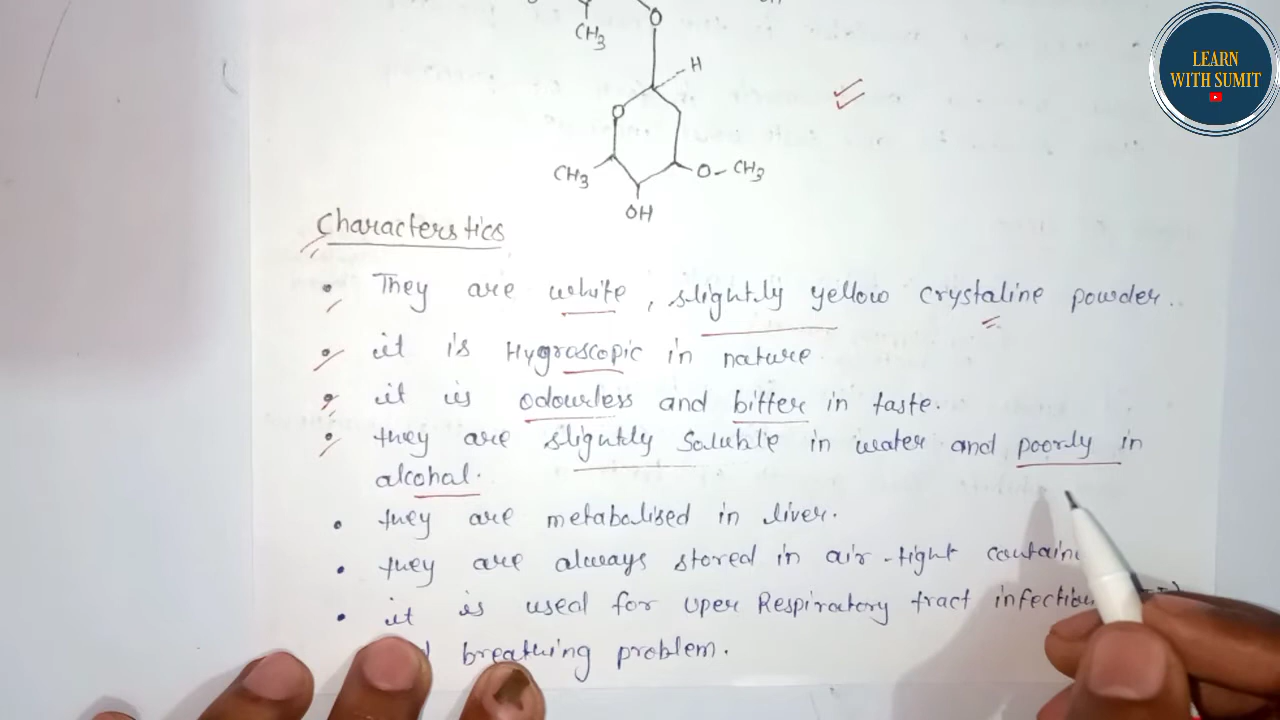 O
CH3
H
O
CH3
O-CH3
OH
LEARN
WITH SUMIT
Characterstics
• They are white, slightly yellow crystaline powder.
• it is Hygroscopic in nature
• it is odourless and bitter in taste.
• they are slightly soluble in water and poorly in
alcohal.
• they are metabolised in liver.
• they are always stored in air-tight
• it is used for uper Respiratory tract
breathing problem.